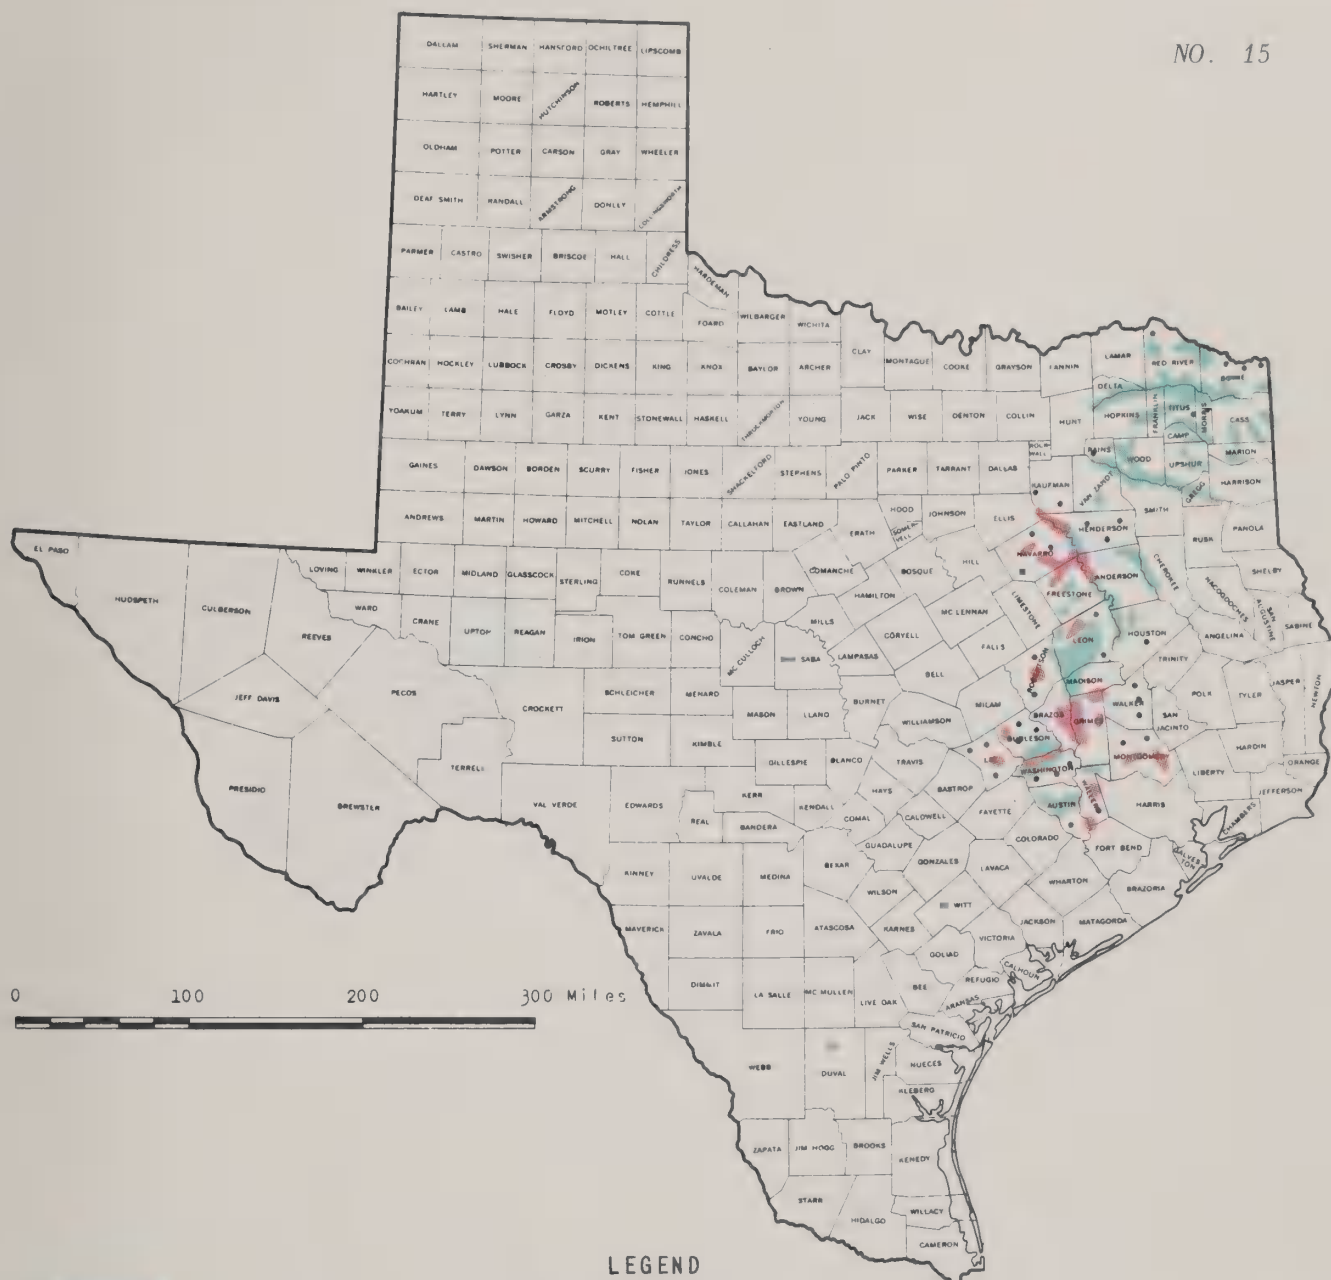 NO. 15
DALLAM SHERMAN HANSFORD OCHILTREE LIPSCOMB
HARTLEY MOORE HUTCHINSON ROBERTS HEMPHILL
OLDHAM POTTER CARSON GRAY WHEELER
DEAF SMITH RANDALL ARMSTRONG DONLLY COLLINGSWORTH
PARMER CASTRO SWISHER BRISCOE HALL CHILDRESS HARDEMAN
BAILEY LAMB HALE FLOYD MOTLEY COTTLE FOARD WILBARGER WICHITA
COCHRAN HOCKLEY LUBBOCK CROSBY DICKENS KING KNOX BAYLOR ARCHER CLAY MONTAGUE COOKE GRAYSON FANNIN LAMAR RED RIVER BOWIE
DELTA
YOAKUM TERRY LYNN GARZA KENT STONEWALL HASKELL THROCKMORTON YOUNG JACK WISE DENTON COLLIN HUNT HOPKINS FRANKLIN TITUS MORRIS CASS
CAMP
GAINES DAWSON BORDEN SCURRY FISHER JONES SHACKELFORD STEPHENS PALO PINTO PARKER TARRANT DALLAS ROCK-WALL RAINS WOOD UPSHUR MARION
KAUFMAN VAN ZANDT GREGG HARRISON
ANDREWS MARTIN HOWARD MITCHELL NOLAN TAYLOR CALLAHAN EASTLAND ERATH HOOD SOMERVELL JOHNSON ELLIS HENDERSON SMITH RUSK PANOLA
EL PASO HUDSPETH CULBERSON REEVES LOVING WINKLER ECTOR MIDLAND GLASSCOCK STERLING COKE RUNNELS COLEMAN BROWN COMANCHE BOSQUE HILL NAVARRO ANDERSON CHEROKEE SHELBY
WARD CRANE UPTON REAGAN IRION TOM GREEN CONCHO MC CULLOCH SABA MILLS HAMILTON MC LENNAN LIMESTONE FREESTONE NACOGDOCHES SAN AUGUSTINE SABINE
LAMPASAS CORYELL FALLS LEON HOUSTON ANGELINA
JEFF DAVIS PECOS CROCKETT SCHLEICHER MENARD MASON LLANO BURNET BELL MILAM ROBERTSON MADISON TRINITY POLK TYLER JASPER NEWTON
SUTTON KIMBLE GILLESPIE BLANCO WILLIAMSON TRAVIS BURLESON BRAZOS GRIMES WALKER SAN JACINTO HARDIN ORANGE
PRESIDIO BREWSTER TERRELL VAL VERDE EDWARDS KERR KENDALL HAYS BASTROP LEE WASHINGTON MONTGOMERY LIBERTY JEFFERSON
REAL BANDERA COMAL CALDWELL FAYETTE AUSTIN WALLER HARRIS CHAMBERS
KINNEY UVALDE MEDINA BEXAR GUADALUPE GONZALES LAVACA COLORADO FORT BEND GALVES-TON
WILSON WITT WHARTON BRAZORIA
MAVERICK ZAVALA FRIO ATASCOSA KARNES VICTORIA JACKSON MATAGORDA
GOLIAD CALHOUN
DIMMIT LA SALLE MC MULLEN LIVE OAK BEE REFUGIO ARANSAS
SAN PATRICIO
WEBB DUVAL JIM WELLS NUECES
KLEBERG
ZAPATA JIM HOGG BROOKS KENEDY
STARR HIDALGO WILLACY
CAMERON
0 100 200 300 Miles
LEGEND